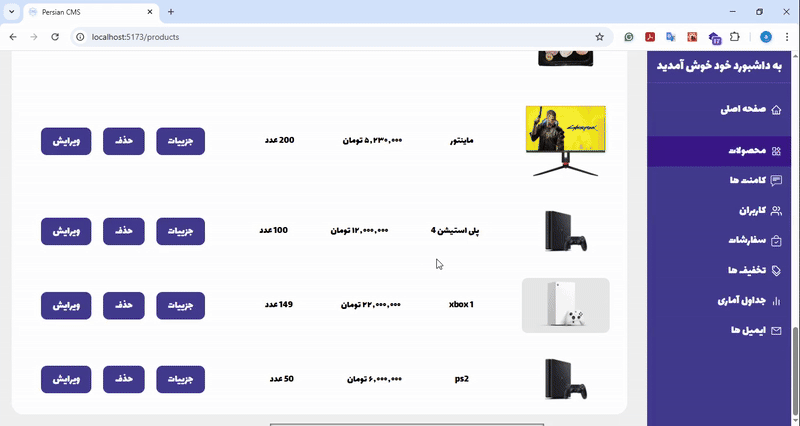 Persian CMS
localhost:5173/products
17
به داشبورد خود خوش آمدید
صفحه اصلی
محصولات
کامنت ها
کاربران
سفارشات
تخفیف ها
جداول آماری
ایمیل ها
ماینتور
۵,۲۳۰,۰۰۰ تومان
200 عدد
جزییات
حذف
ویرایش
پلی استیشن 4
۱۲,۰۰۰,۰۰۰ تومان
100 عدد
جزییات
حذف
ویرایش
xbox 1
۲۲,۰۰۰,۰۰۰ تومان
149 عدد
جزییات
حذف
ویرایش
ps2
۶,۰۰۰,۰۰۰ تومان
50 عدد
جزییات
حذف
ویرایش